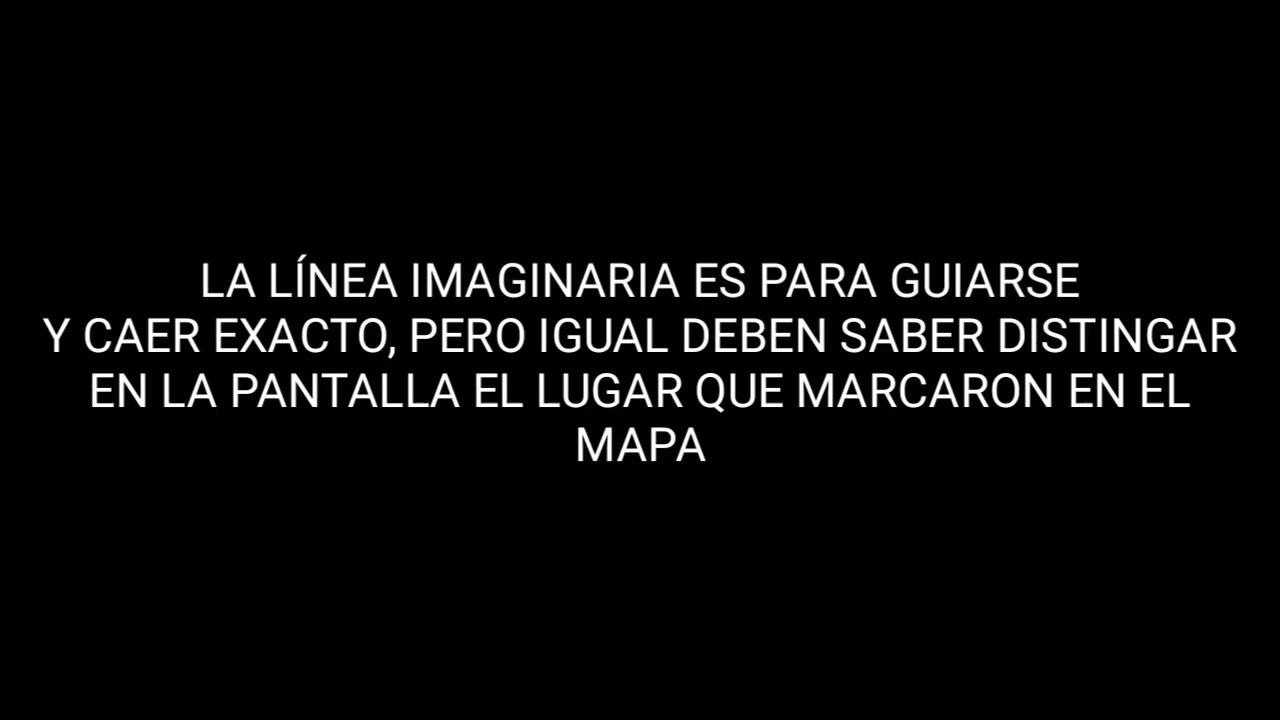 LA LÍNEA IMAGINARIA ES PARA GUIARSE
Y CAER EXACTO, PERO IGUAL DEBEN SABER DISTINGAR
EN LA PANTALLA EL LUGAR QUE MARCARON EN EL
MAPA